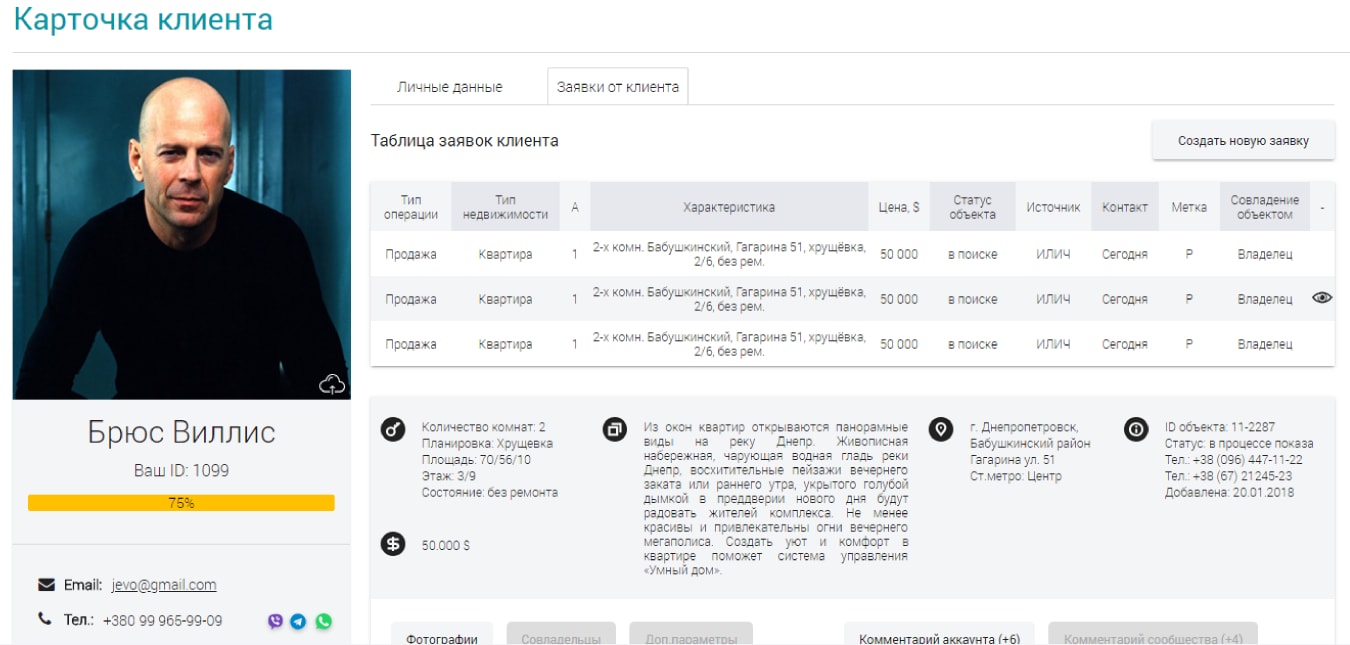 Карточка клиента
Личные данные
Заявки от клиента
Таблица заявок клиента
Создать новую заявку
Тип операции
Тип недвижимости
А
Характеристика
Цена, $
Статус объекта
Источник
Контакт
Метка
Совладение объектом
-
Продажа Квартира 1 2-х комн. Бабушкинский, Гагарина 51, хрущёвка, 2/6, без рем. 50 000 в поиске ИЛИЧ Сегодня Р Владелец
Продажа Квартира 1 2-х комн. Бабушкинский, Гагарина 51, хрущёвка, 2/6, без рем. 50 000 в поиске ИЛИЧ Сегодня Р Владелец
Продажа Квартира 1 2-х комн. Бабушкинский, Гагарина 51, хрущёвка, 2/6, без рем. 50 000 в поиске ИЛИЧ Сегодня Р Владелец
Брюс Виллис
Ваш ID: 1099
75%
Email: jevo@gmail.com
Тел.: +380 99 965-99-09
Количество комнат: 2
Планировка: Хрущевка
Площадь: 70/56/10
Этаж: 3/9
Состояние: без ремонта
50.000 $
Из окон квартир открываются панорамные
виды на реку Днепр. Живописная
набережная, чарующая водная гладь реки
Днепр, восхитительные пейзажи вечернего
заката или раннего утра, укрытого голубой
дымкой в преддверии нового дня будут
радовать жителей комплекса. Не менее
красивы и привлекательны огни вечернего
мегаполиса. Создать уют и комфорт в
квартире поможет система управления
«Умный дом».
г. Днепропетровск,
Бабушкинский район
Гагарина ул. 51
Ст.метро: Центр
ID объекта: 11-2287
Статус: в процессе показа
Тел.: +38 (096) 447-11-22
Тел.: +38 (67) 21245-23
Добавлена: 20.01.2018
Фотографии
Совладельцы
Доп.параметры
Комментарий аккаунта (+6)
Комментарий сообщества (+4)